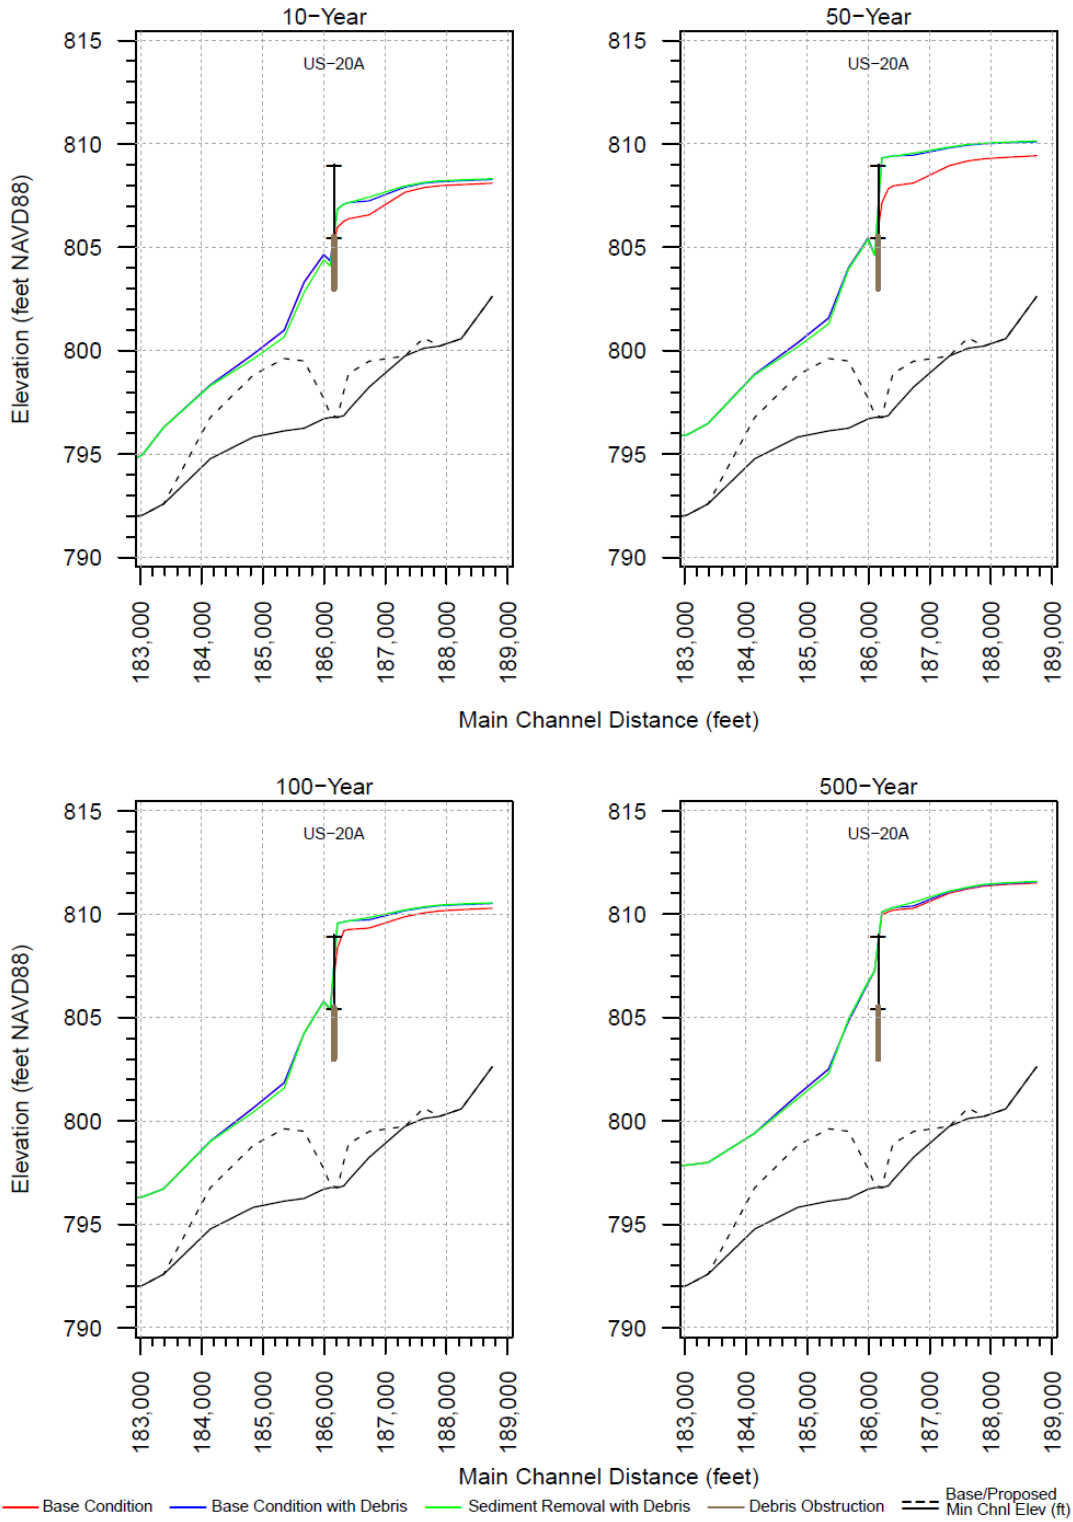 10−Year
50−Year
US−20A
US−20A
815
810
805
800
795
790
815
810
805
800
795
790
Elevation (feet NAVD88)
183,000
184,000
185,000
186,000
187,000
188,000
189,000
183,000
184,000
185,000
186,000
187,000
188,000
189,000
Main Channel Distance (feet)
100−Year
500−Year
US−20A
US−20A
815
810
805
800
795
790
815
810
805
800
795
790
Elevation (feet NAVD88)
183,000
184,000
185,000
186,000
187,000
188,000
189,000
183,000
184,000
185,000
186,000
187,000
188,000
189,000
Main Channel Distance (feet)
Base Condition
Base Condition with Debris
Sediment Removal with Debris
Debris Obstruction
Base/Proposed
Min Chnl Elev (ft)